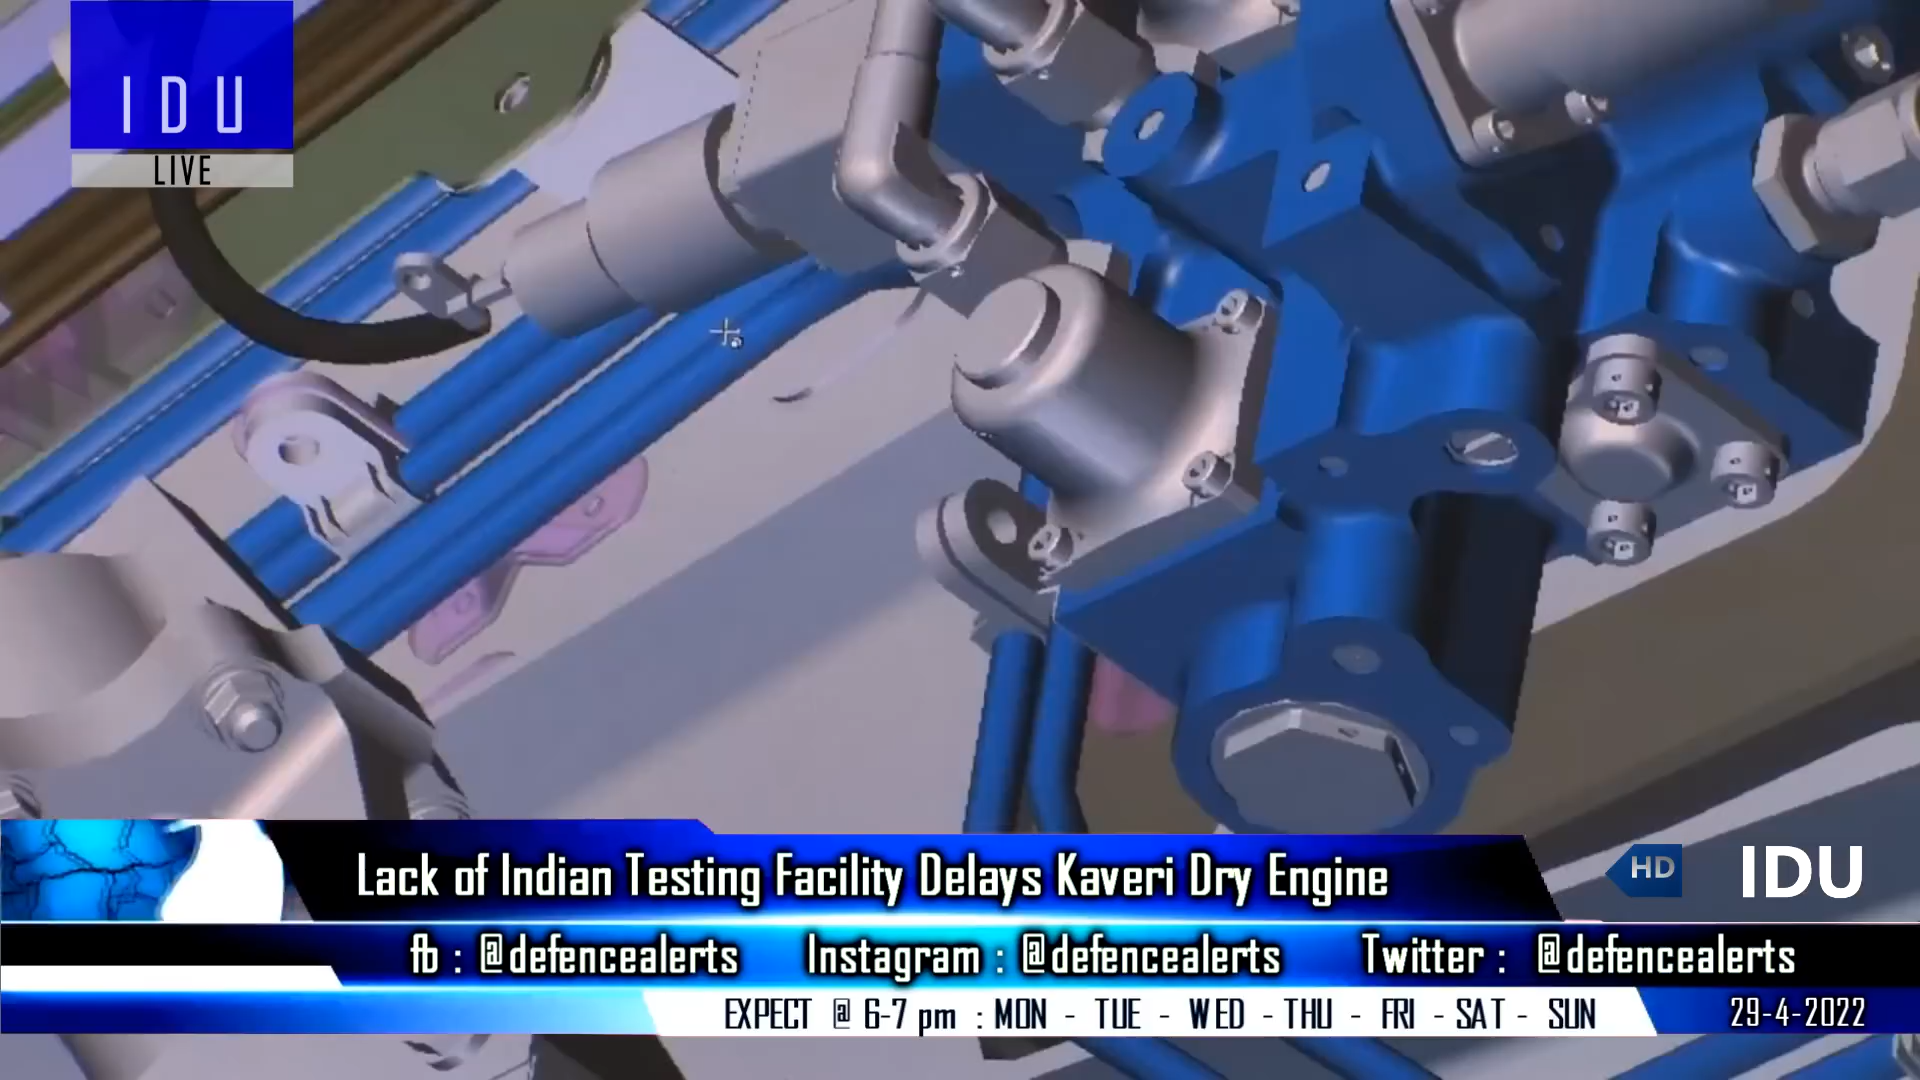 IDU
LIVE
Lack of Indian Testing Facility Delays Kaveri Dry Engine
HD IDU
fb : @defencealerts Instagram : @defencealerts Twitter : @defencealerts
EXPECT @ 6-7 pm : MON - TUE - WED - THU - FRI - SAT - SUN 29-4-2022